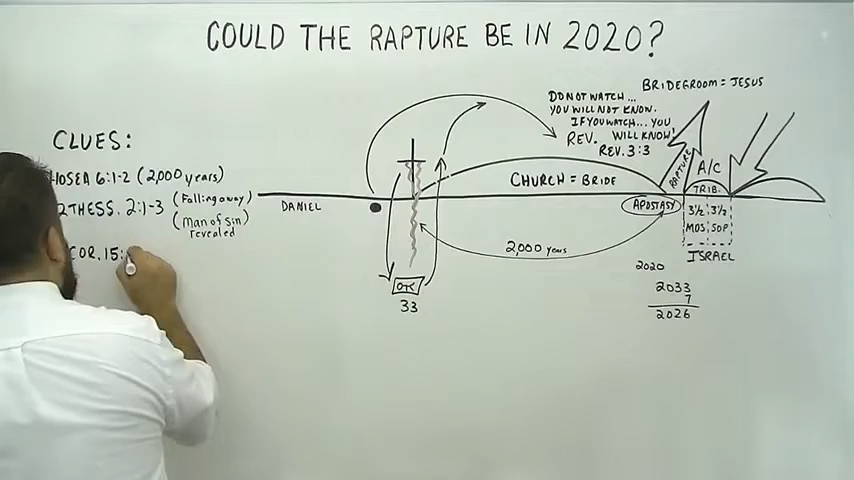 COULD THE RAPTURE BE IN 2020?
CLUES:
HOSEA 6:1-2 (2,000 years)
2 THESS. 2:1-3 (Falling away)
(Man of Sin
revealed)
COR. 15:
DANIEL
33
BRIDEGROOM = JESUS
DO NOT WATCH...
YOU WILL NOT KNOW.
IF YOU WATCH... YOU
REV. WILL KNOW!
REV. 3:3
CHURCH = BRIDE
RAPTURE
A/C
TRIB.
APOSTASY
3½ 3½
MOS SOP
ISRAEL
2,000 years
2020
2033
7
2026